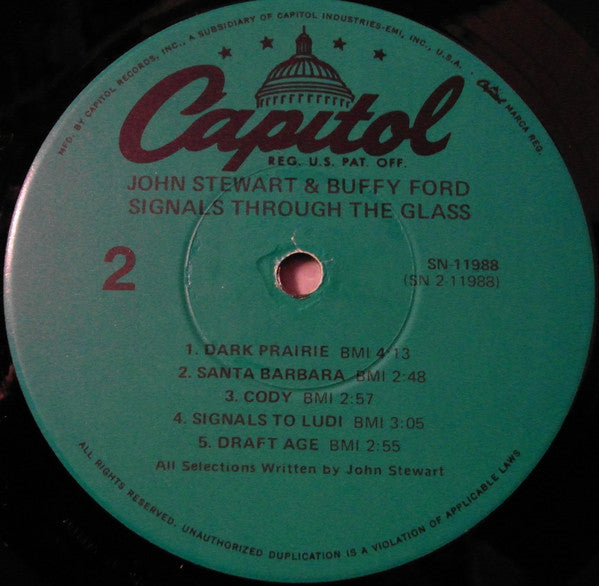 MFG. BY CAPITOL RECORDS, INC., A SUBSIDIARY OF CAPITOL INDUSTRIES-EMI, INC., U.S.A. · Capitol MARCA REG.
Capitol
REG. U.S. PAT. OFF.
JOHN STEWART & BUFFY FORD
SIGNALS THROUGH THE GLASS
2
SN-11988
(SN 2-11988)
1. DARK PRAIRIE BMI 4:13
2. SANTA BARBARA BMI 2:48
3. CODY BMI 2:57
4. SIGNALS TO LUDI BMI 3:05
5. DRAFT AGE BMI 2:55
All Selections Written by John Stewart
ALL RIGHTS RESERVED. UNAUTHORIZED DUPLICATION IS A VIOLATION OF APPLICABLE LAWS